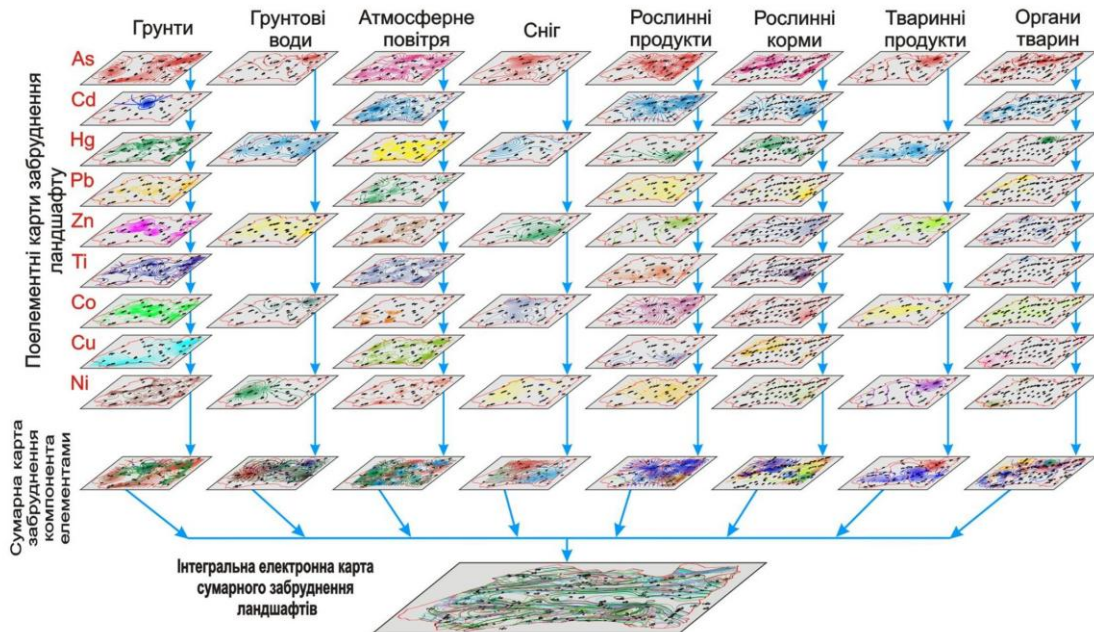 Грунти
Грунтові
води
Атмосферне
повітря
Сніг
Рослинні
продукти
Рослинні
корми
Тваринні
продукти
Органи
тварин
Поелементні карти забруднення
ландшафту
As
Cd
Hg
Pb
Zn
Ti
Co
Cu
Ni
Сумарна карта
забруднення
компонента
елементами
Інтегральна електронна карта
сумарного забруднення
ландшафтів